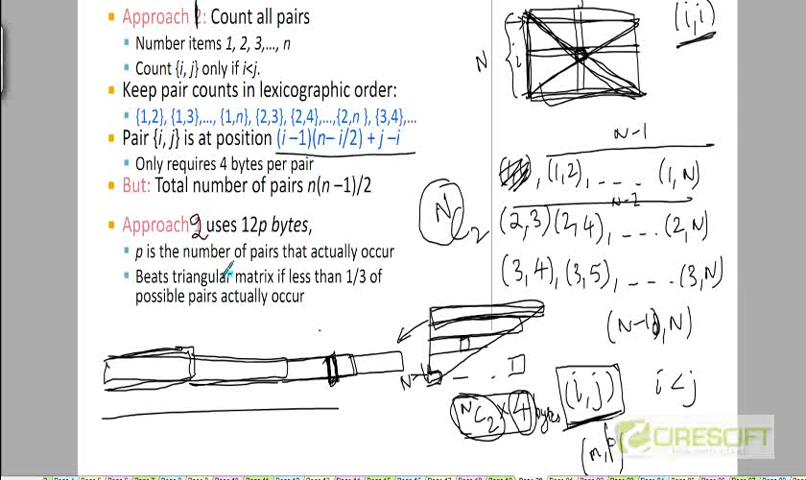 Approach 1: Count all pairs
Number items 1, 2, 3,..., n
Count {i, j} only if i<j.
Keep pair counts in lexicographic order:
{1,2}, {1,3},..., {1,n}, {2,3}, {2,4},...,{2,n }, {3,4},...
Pair {i, j} is at position (i –1)(n– i/2) + j –i
Only requires 4 bytes per pair
But: Total number of pairs n(n –1)/2
Approach 2 uses 12p bytes,
p is the number of pairs that actually occur
Beats triangular matrix if less than 1/3 of
possible pairs actually occur
N
i
(i,i)
N-1
, (1,2), .... (1,N)
N-2
(2,3) (2,4), .... (2,N)
NC2
(3,4), (3,5), ..... (3,N)
(N-1, N)
N-1
NC2 × 4 bytes
(i,j) i<j
CIRESOFT